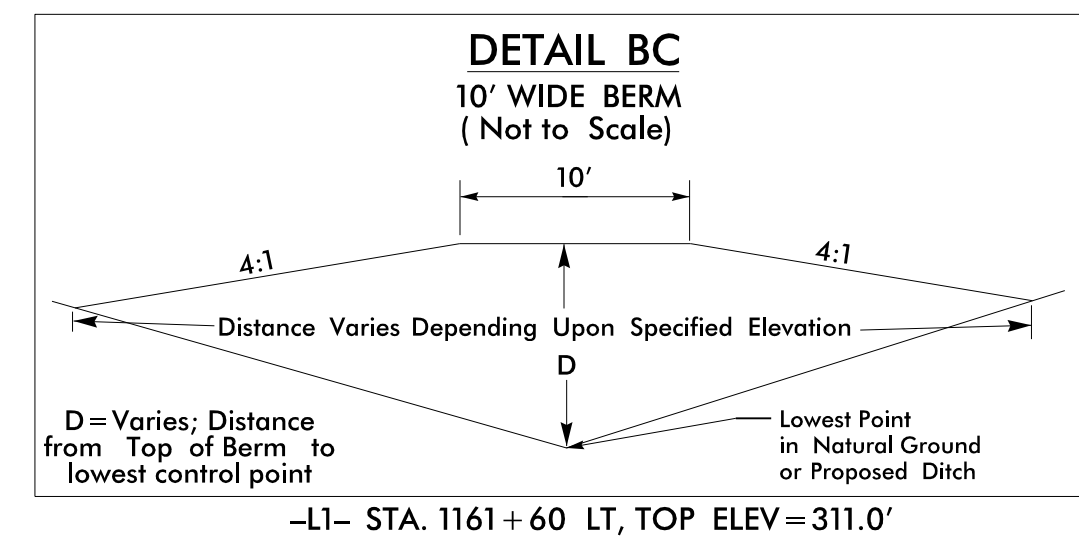 DETAIL BC
10' WIDE BERM
( Not to Scale)
10'
4:1
4:1
Distance Varies Depending Upon Specified Elevation
D
D=Varies; Distance
from Top of Berm to
lowest control point
Lowest Point
in Natural Ground
or Proposed Ditch
–L1– STA. 1161+60 LT, TOP ELEV=311.0'